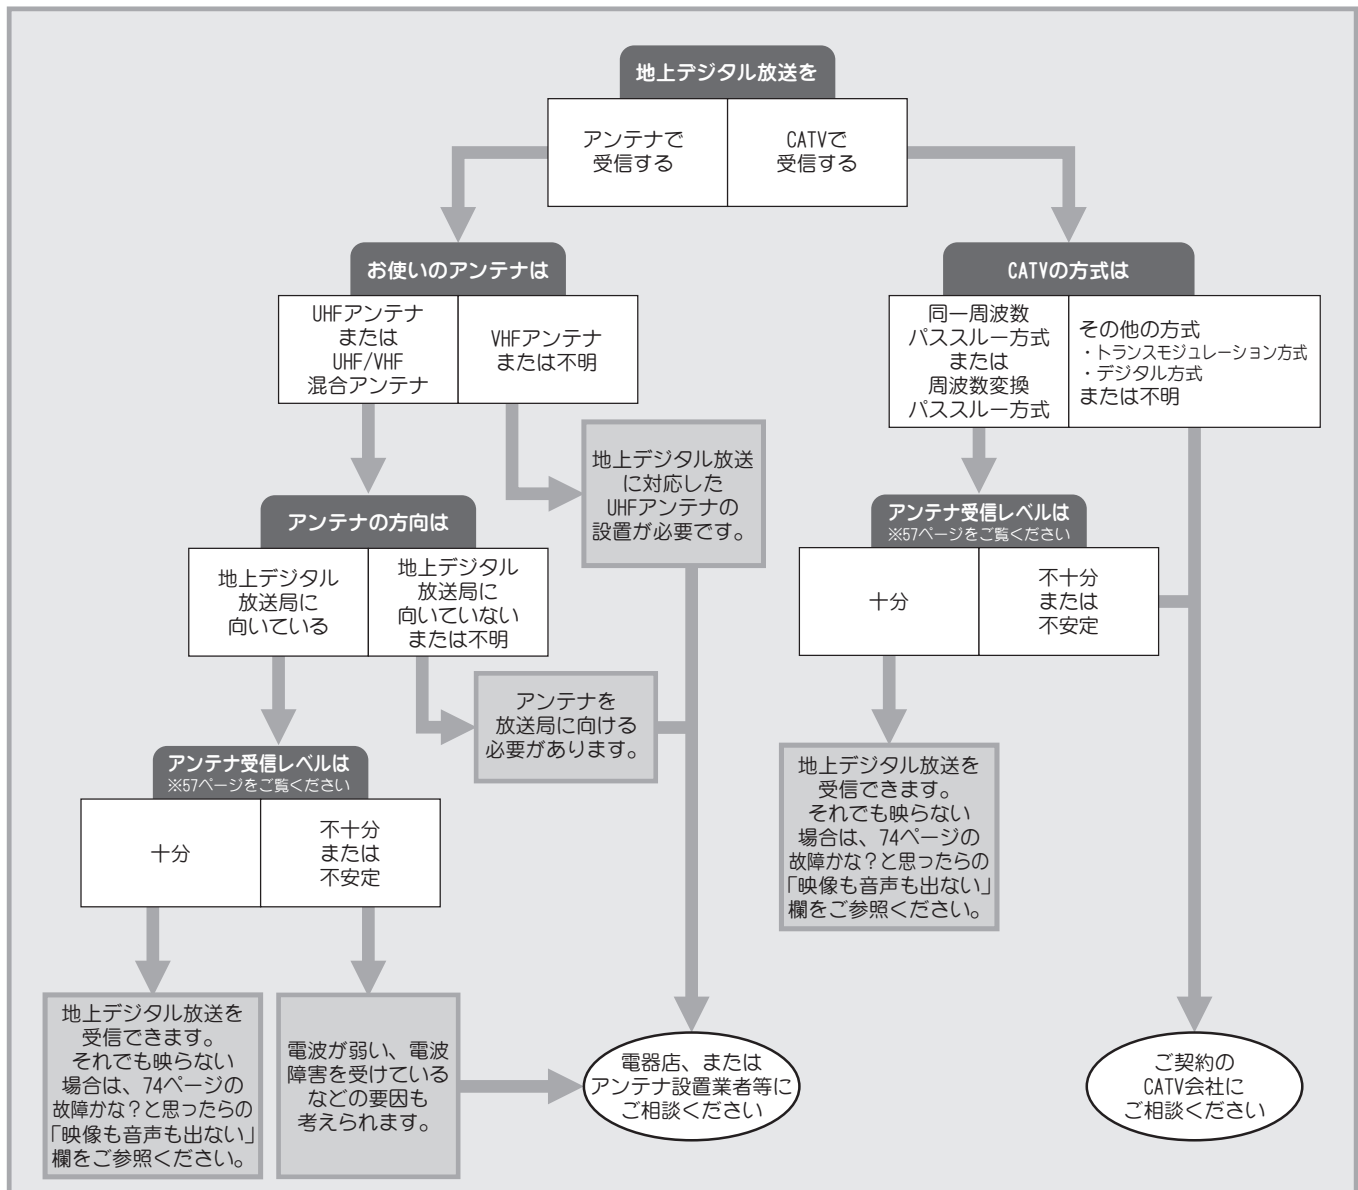 地上デジタル放送を
アンテナで
受信する
CATVで
受信する
お使いのアンテナは
UHFアンテナ
または
UHF/VHF
混合アンテナ
VHFアンテナ
または不明
CATVの方式は
同一周波数
パススルー方式
または
周波数変換
パススルー方式
その他の方式
・トランスモジュレーション方式
・デジタル方式
または不明
地上デジタル放送
に対応した
UHFアンテナの
設置が必要です。
アンテナの方向は
地上デジタル
放送局に
向いている
地上デジタル
放送局に
向いていない
または不明
アンテナ受信レベルは
※57ページをご覧ください
十分
不十分
または
不安定
アンテナを
放送局に向ける
必要があります。
アンテナ受信レベルは
※57ページをご覧ください
十分
不十分
または
不安定
地上デジタル放送を
受信できます。
それでも映らない
場合は、74ページの
故障かな？と思ったらの
「映像も音声も出ない」
欄をご参照ください。
地上デジタル放送を
受信できます。
それでも映らない
場合は、74ページの
故障かな？と思ったらの
「映像も音声も出ない」
欄をご参照ください。
電波が弱い、電波
障害を受けている
などの要因も
考えられます。
電器店、または
アンテナ設置業者等に
ご相談ください
ご契約の
CATV会社に
ご相談ください